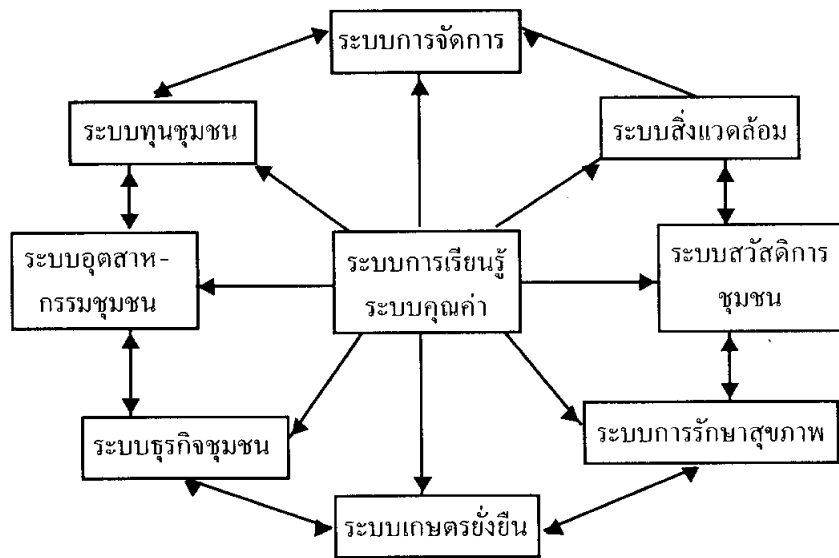 ระบบการจัดการ
ระบบทุนชุมชน
ระบบสิ่งแวดล้อม
ระบบอุตสาห-
กรรมชุมชน
ระบบการเรียนรู้
ระบบคุณค่า
ระบบสวัสดิการ
ชุมชน
ระบบธุรกิจชุมชน
ระบบการรักษาสุขภาพ
ระบบเกษตรยั่งยืน